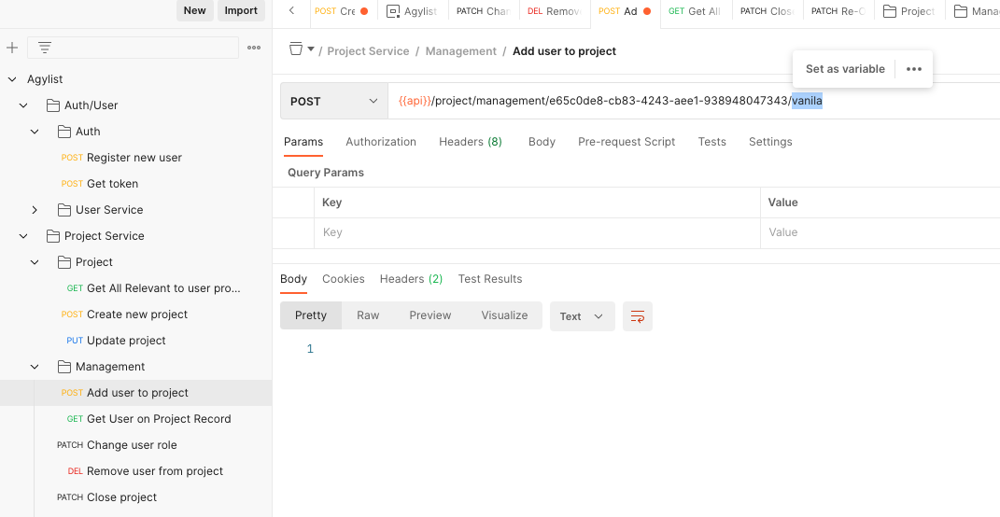 New Import
POST Cre Agylist PATCH Chan DEL Remov POST Ad GET Get All PATCH Clos PATCH Re-O Project Mana
/ Project Service / Management / Add user to project
Set as variable
POST {{api}}/project/management/e65c0de8-cb83-4243-aee1-938948047343/vanila
Params Authorization Headers (8) Body Pre-request Script Tests Settings
Query Params
Key Value
Key Value
Body Cookies Headers (2) Test Results
Pretty Raw Preview Visualize Text
1
Agylist
Auth/User
Auth
POST Register new user
POST Get token
User Service
Project Service
Project
GET Get All Relevant to user pro...
POST Create new project
PUT Update project
Management
POST Add user to project
GET Get User on Project Record
PATCH Change user role
DEL Remove user from project
PATCH Close project